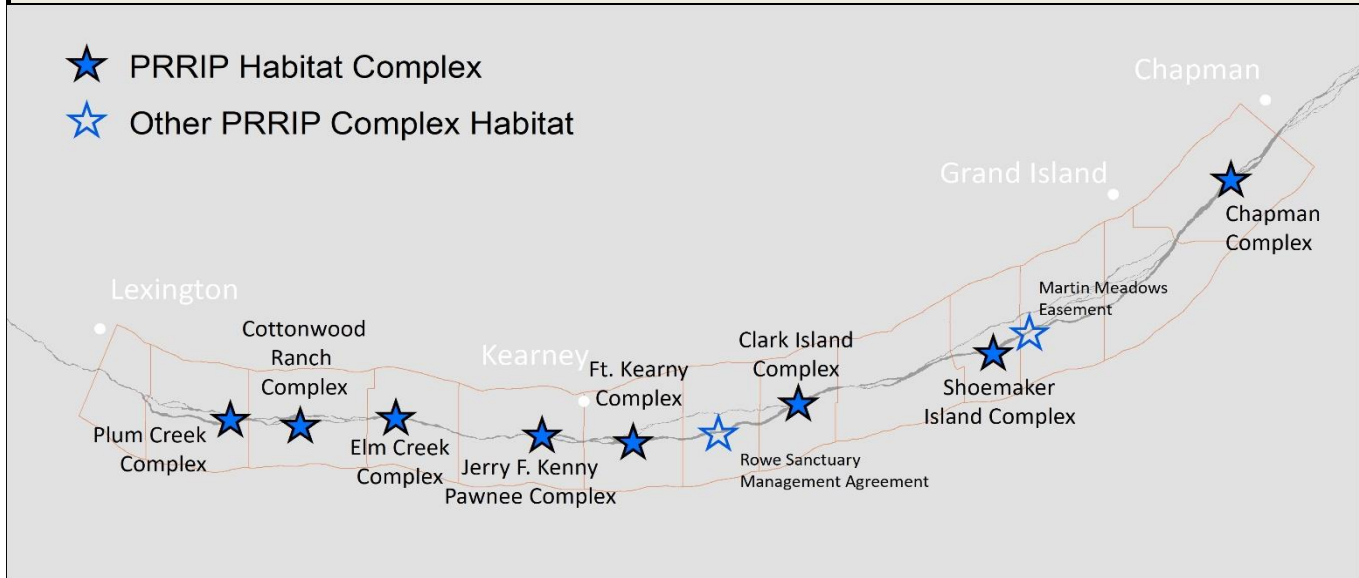 PRRIP Habitat Complex
Other PRRIP Complex Habitat
Chapman
Grand Island
Chapman
Complex
Lexington
Cottonwood
Ranch
Complex
Kearney
Ft. Kearny
Complex
Clark Island
Complex
Martin Meadows
Easement
Shoemaker
Island Complex
Plum Creek
Complex
Elm Creek
Complex
Jerry F. Kenny
Pawnee Complex
Rowe Sanctuary
Management Agreement